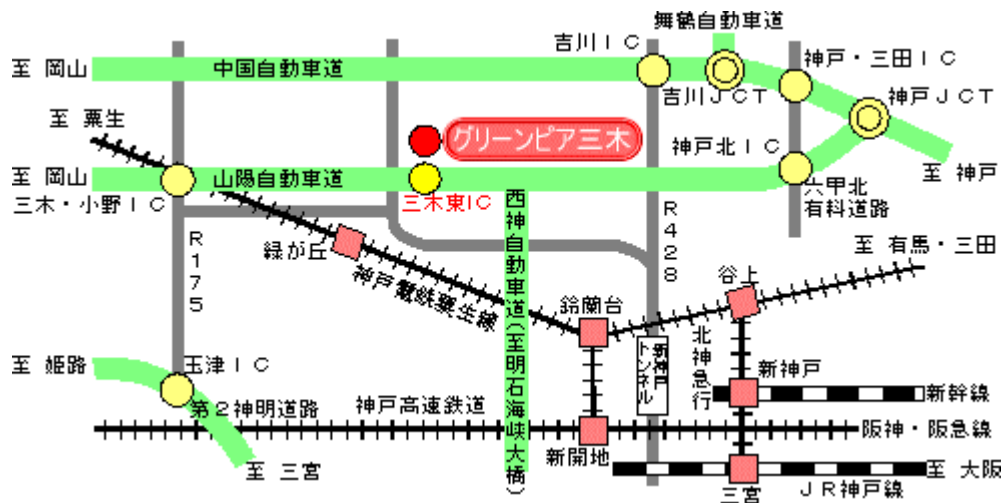 舞鶴自動車道
吉川ＩＣ
神戸・三田ＩＣ
至 岡山
中国自動車道
吉川ＪＣＴ
神戸ＪＣＴ
至 粟生
グリーンピア三木
神戸北ＩＣ
至 神戸
至 岡山
山陽自動車道
三木・小野ＩＣ
三木東IC
六甲北
有料道路
Ｒ１７５
緑が丘
神戸電鉄粟生線
西神自動車道（至明石海峡大橋）
Ｒ４２８
至 有馬・三田
谷上
鈴蘭台
北神急行
新神戸
トンネル
新神戸
新幹線
至 姫路
玉津ＩＣ
第２神明道路
神戸高速鉄道
新開地
阪神・阪急線
至 三宮
三宮
ＪＲ神戸線
至 大阪